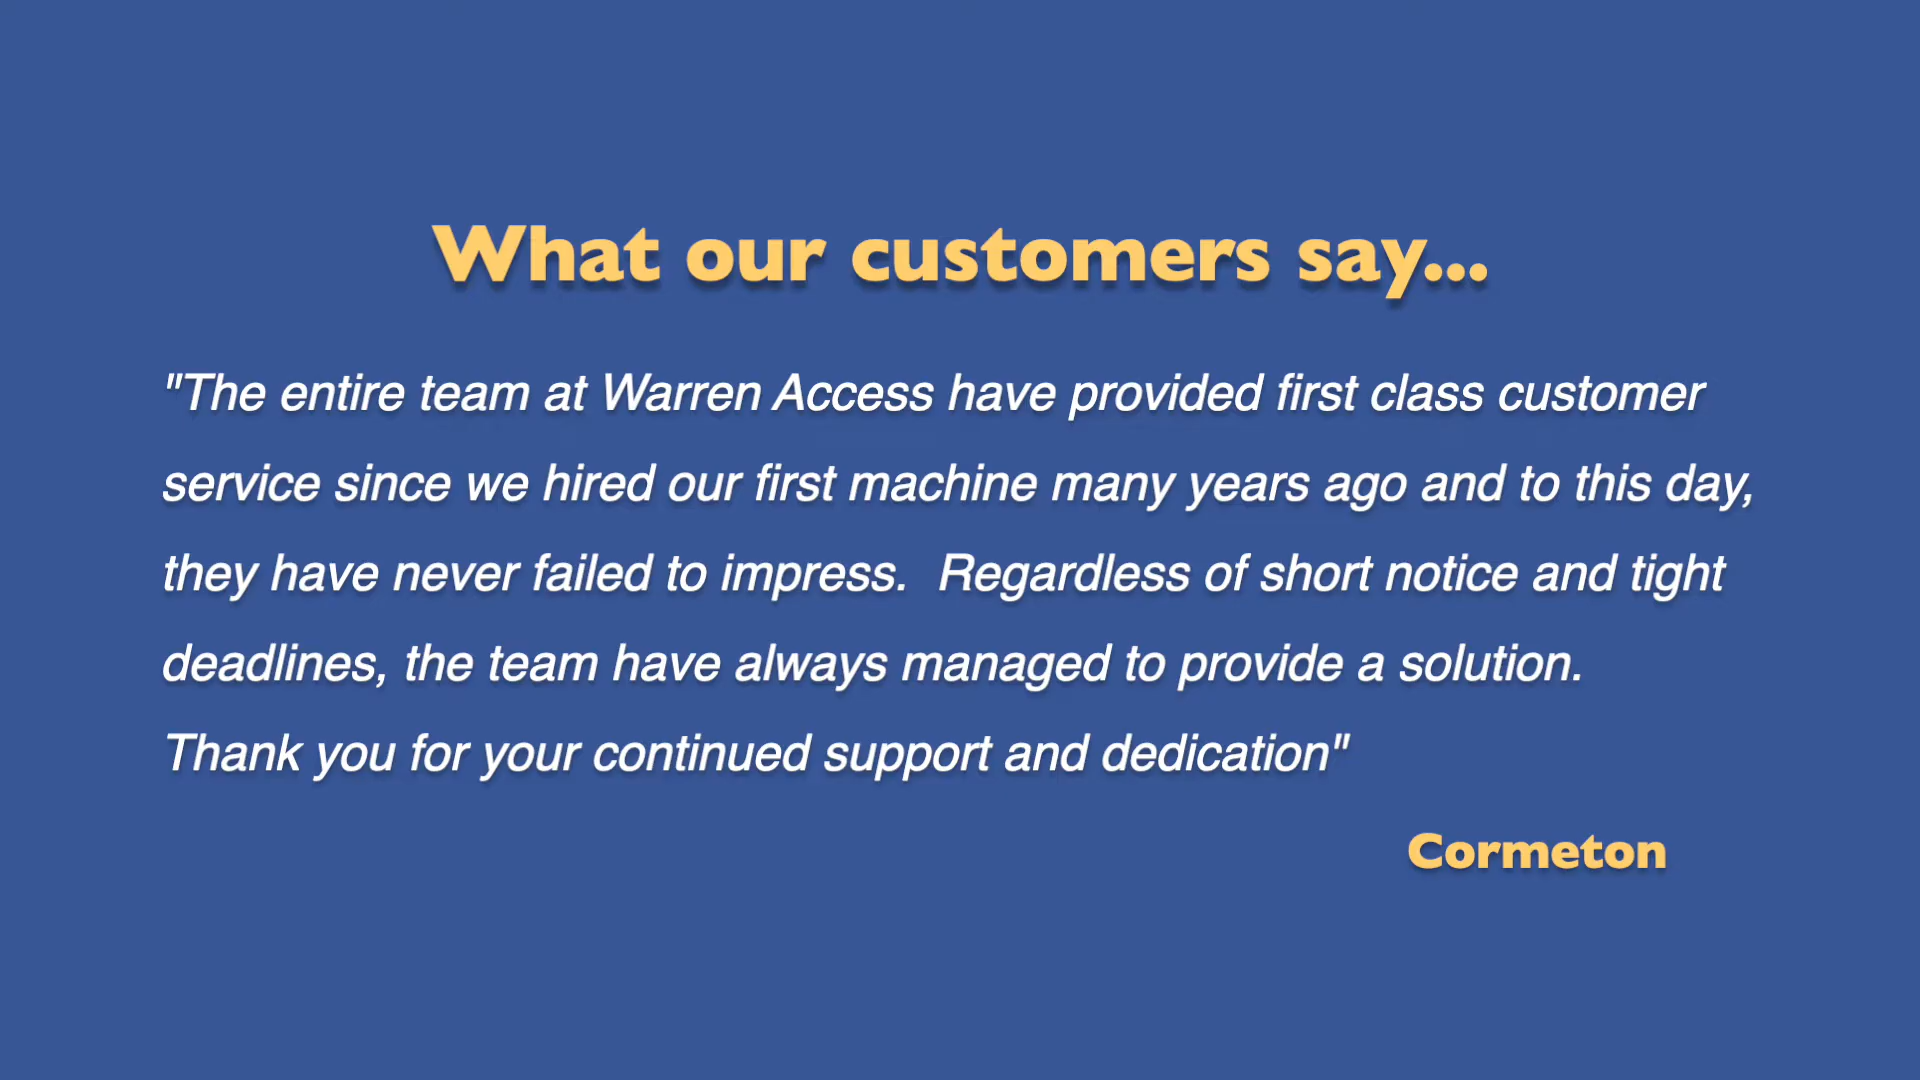 What our customers say...
"The entire team at Warren Access have provided first class customer
service since we hired our first machine many years ago and to this day,
they have never failed to impress.  Regardless of short notice and tight
deadlines, the team have always managed to provide a solution.
Thank you for your continued support and dedication"
Cormeton